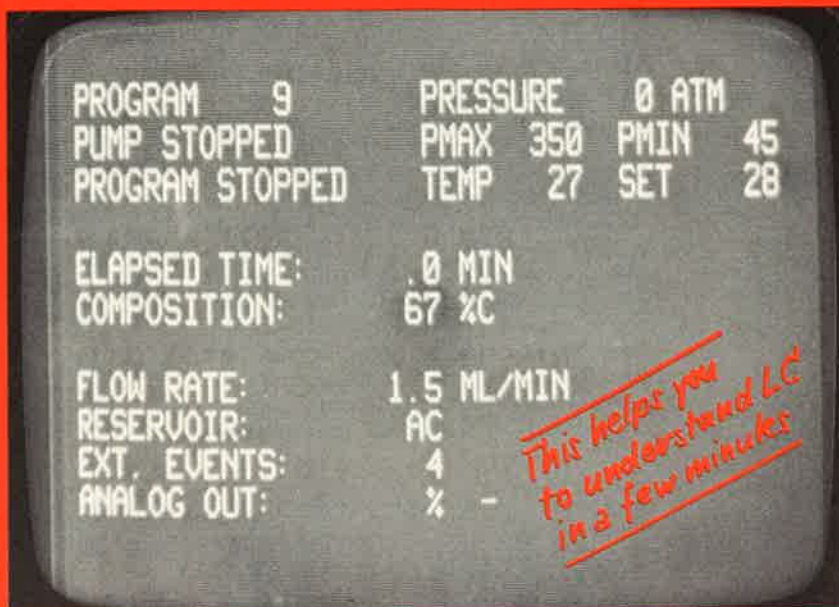 PROGRAM 9 PRESSURE 0 ATM
PUMP STOPPED PMAX 350 PMIN 45
PROGRAM STOPPED TEMP 27 SET 28
ELAPSED TIME: .0 MIN
COMPOSITION: 67 %C
FLOW RATE: 1.5 ML/MIN
RESERVOIR: AC
EXT. EVENTS: 4
ANALOG OUT: % -
This helps you
to understand LC
in a few minutes